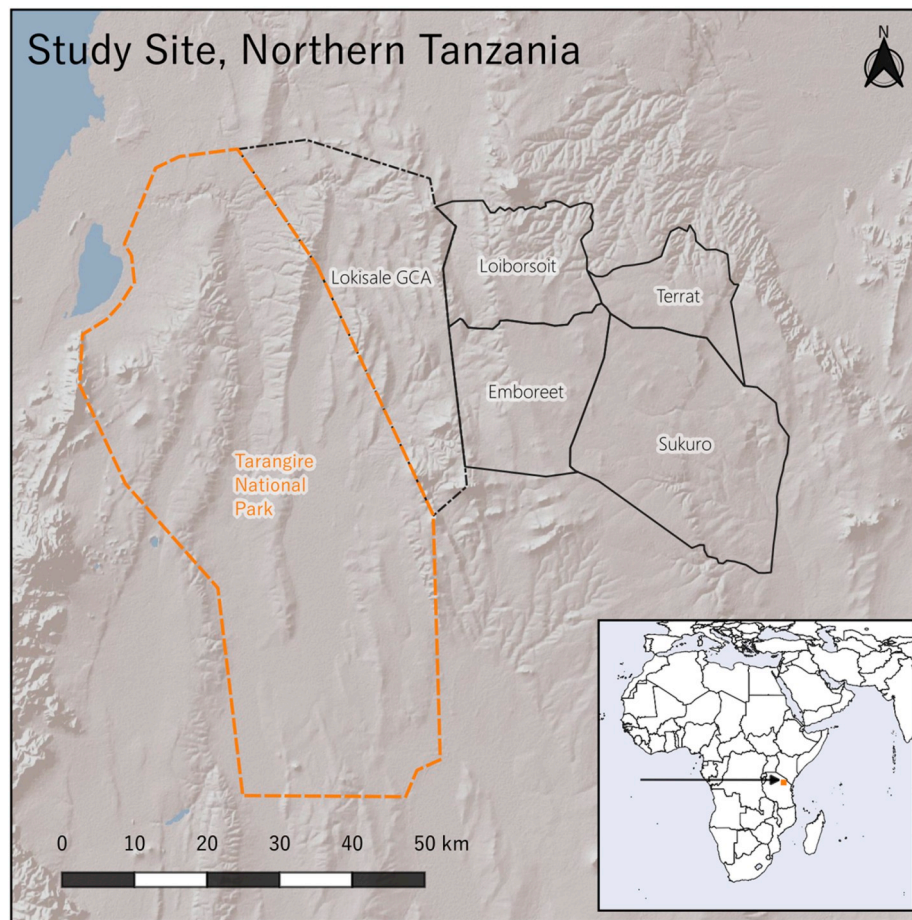 Study Site, Northern Tanzania
N
Lokisale GCA
Loiborsoit
Terrat
Emboreet
Sukuro
Tarangire
National
Park
0 10 20 30 40 50 km